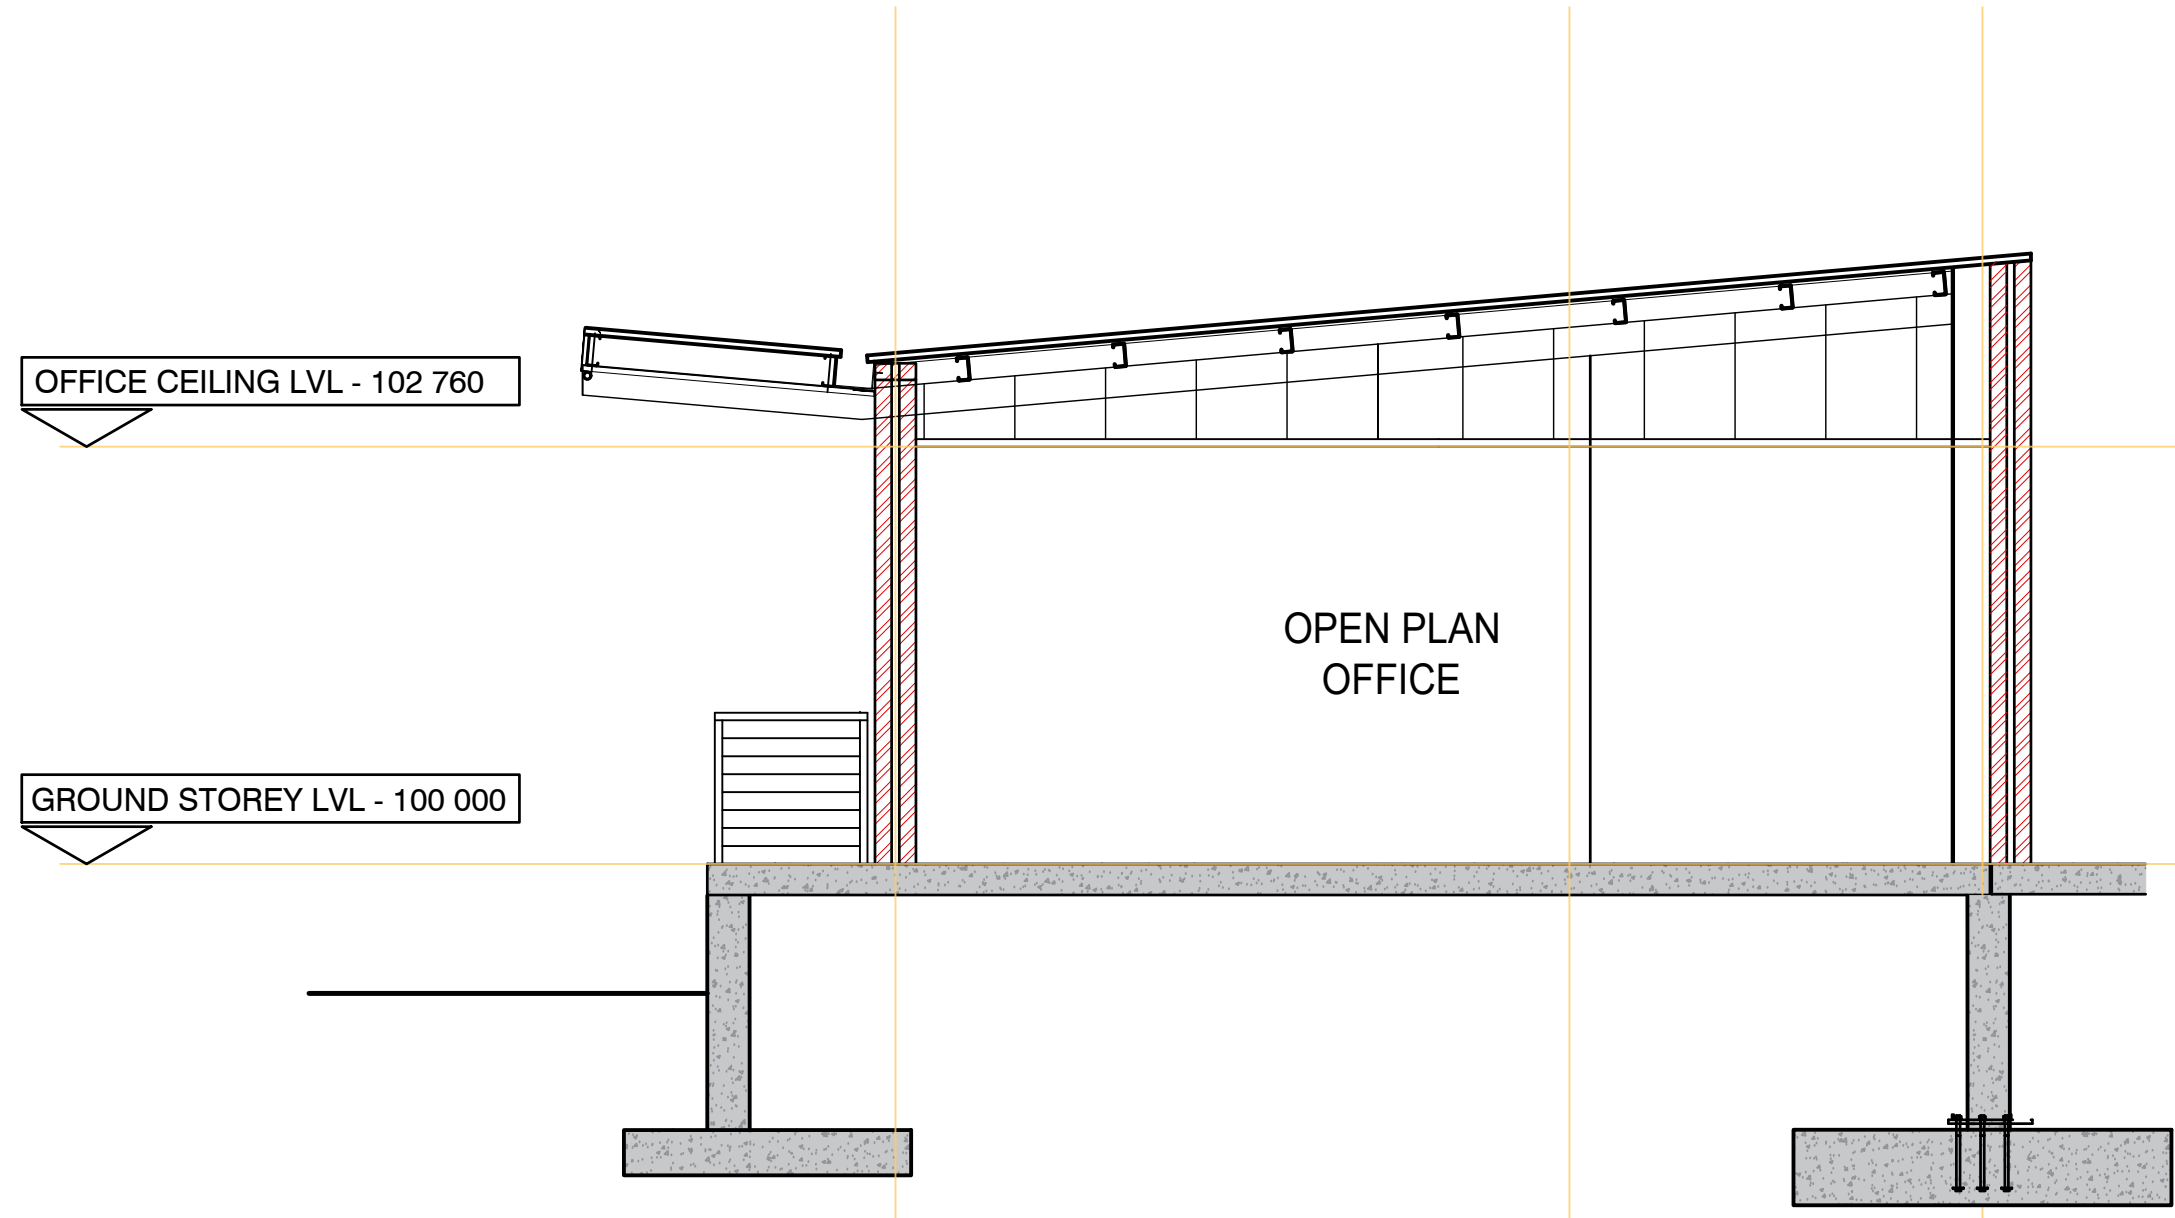 OFFICE CEILING LVL - 102 760
OPEN PLAN
OFFICE
GROUND STOREY LVL - 100 000